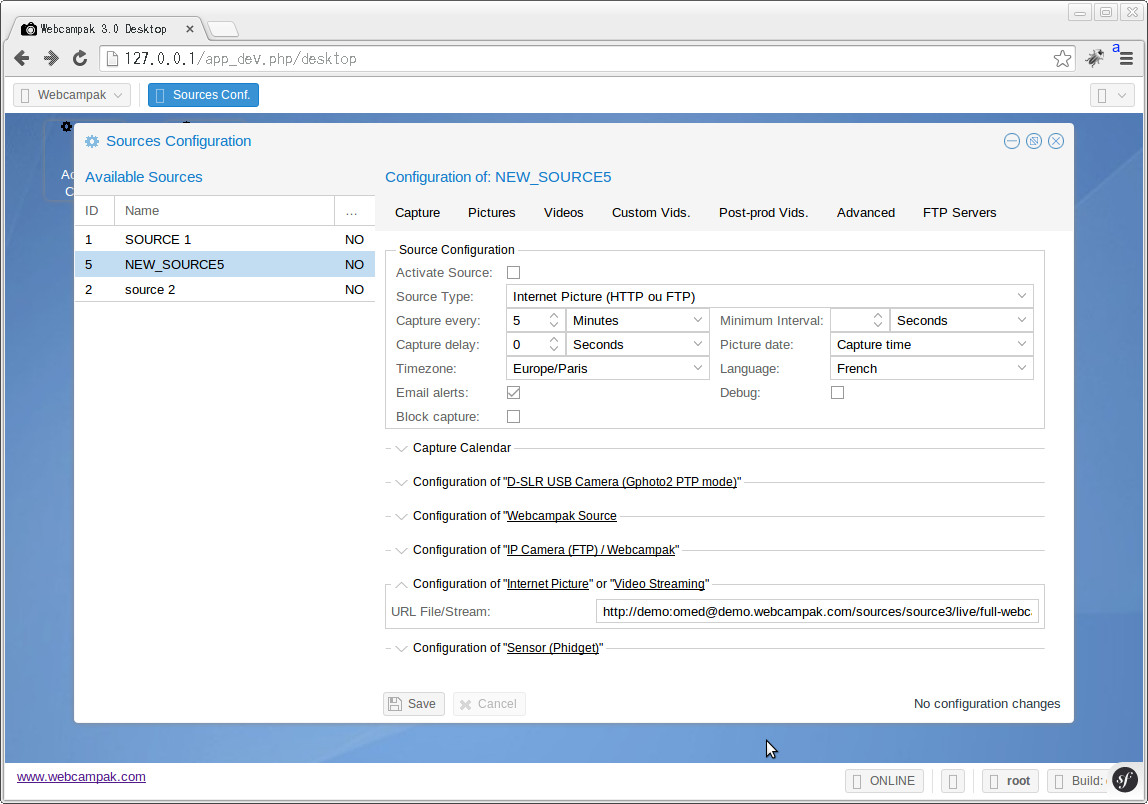 Webcampak 3.0 Desktop
127.0.0.1/app_dev.php/desktop
a
Webcampak
Sources Conf.
Sources Configuration
Available Sources
ID Name ...
1 SOURCE 1 NO
5 NEW_SOURCE5 NO
2 source 2 NO
Configuration of: NEW_SOURCE5
Capture Pictures Videos Custom Vids. Post-prod Vids. Advanced FTP Servers
Source Configuration
Activate Source:
Source Type: Internet Picture (HTTP ou FTP)
Capture every: 5 Minutes Minimum Interval: Seconds
Capture delay: 0 Seconds Picture date: Capture time
Timezone: Europe/Paris Language: French
Email alerts: Debug:
Block capture:
Capture Calendar
Configuration of "D-SLR USB Camera (Gphoto2 PTP mode)"
Configuration of "Webcampak Source
Configuration of "IP Camera (FTP) / Webcampak"
Configuration of "Internet Picture" or "Video Streaming"
URL File/Stream: http://demo:omed@demo.webcampak.com/sources/source3/live/full-webc
Configuration of "Sensor (Phidget)"
Save Cancel No configuration changes
www.webcampak.com
ONLINE root Build: sf